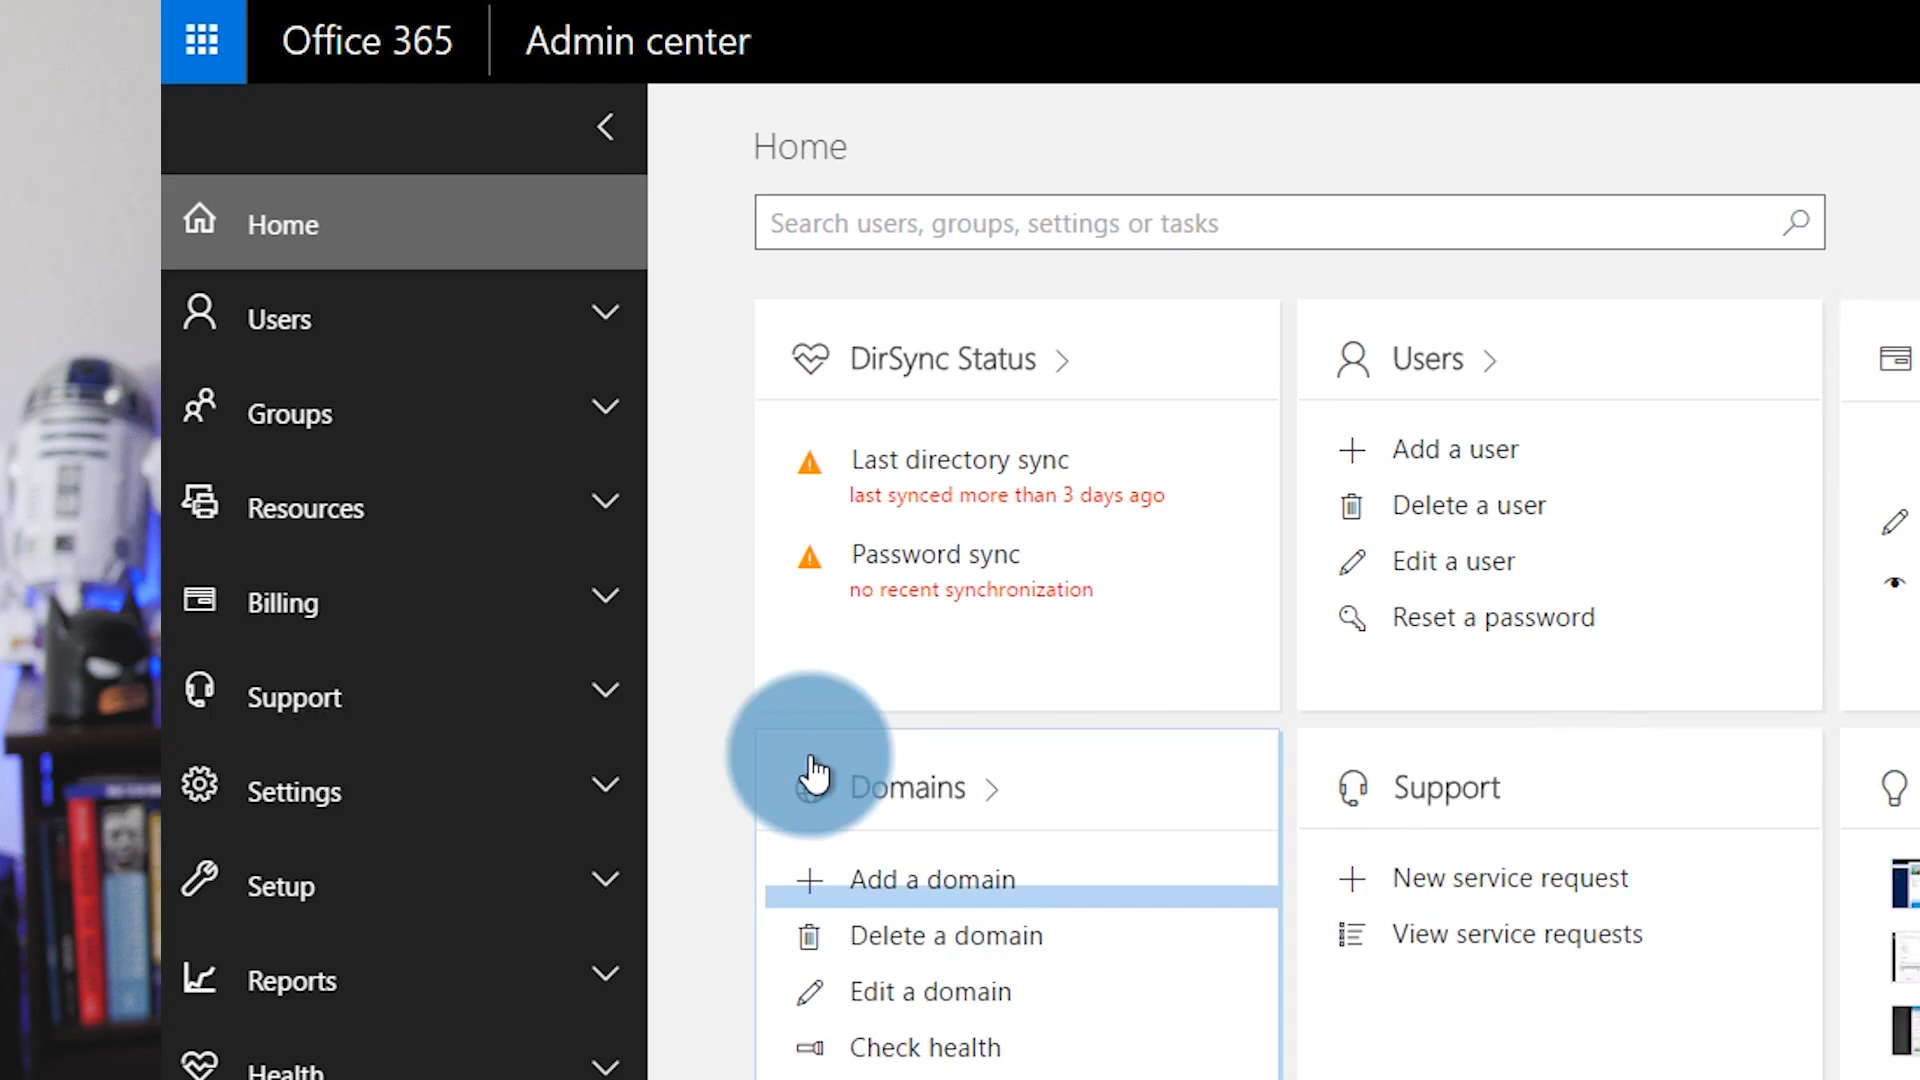 Office 365
Admin center
Home
Users
Groups
Resources
Billing
Support
Settings
Setup
Reports
Health
Home
Search users, groups, settings or tasks
DirSync Status
Last directory sync
last synced more than 3 days ago
Password sync
no recent synchronization
Users
Add a user
Delete a user
Edit a user
Reset a password
Domains
Add a domain
Delete a domain
Edit a domain
Check health
Support
New service request
View service requests